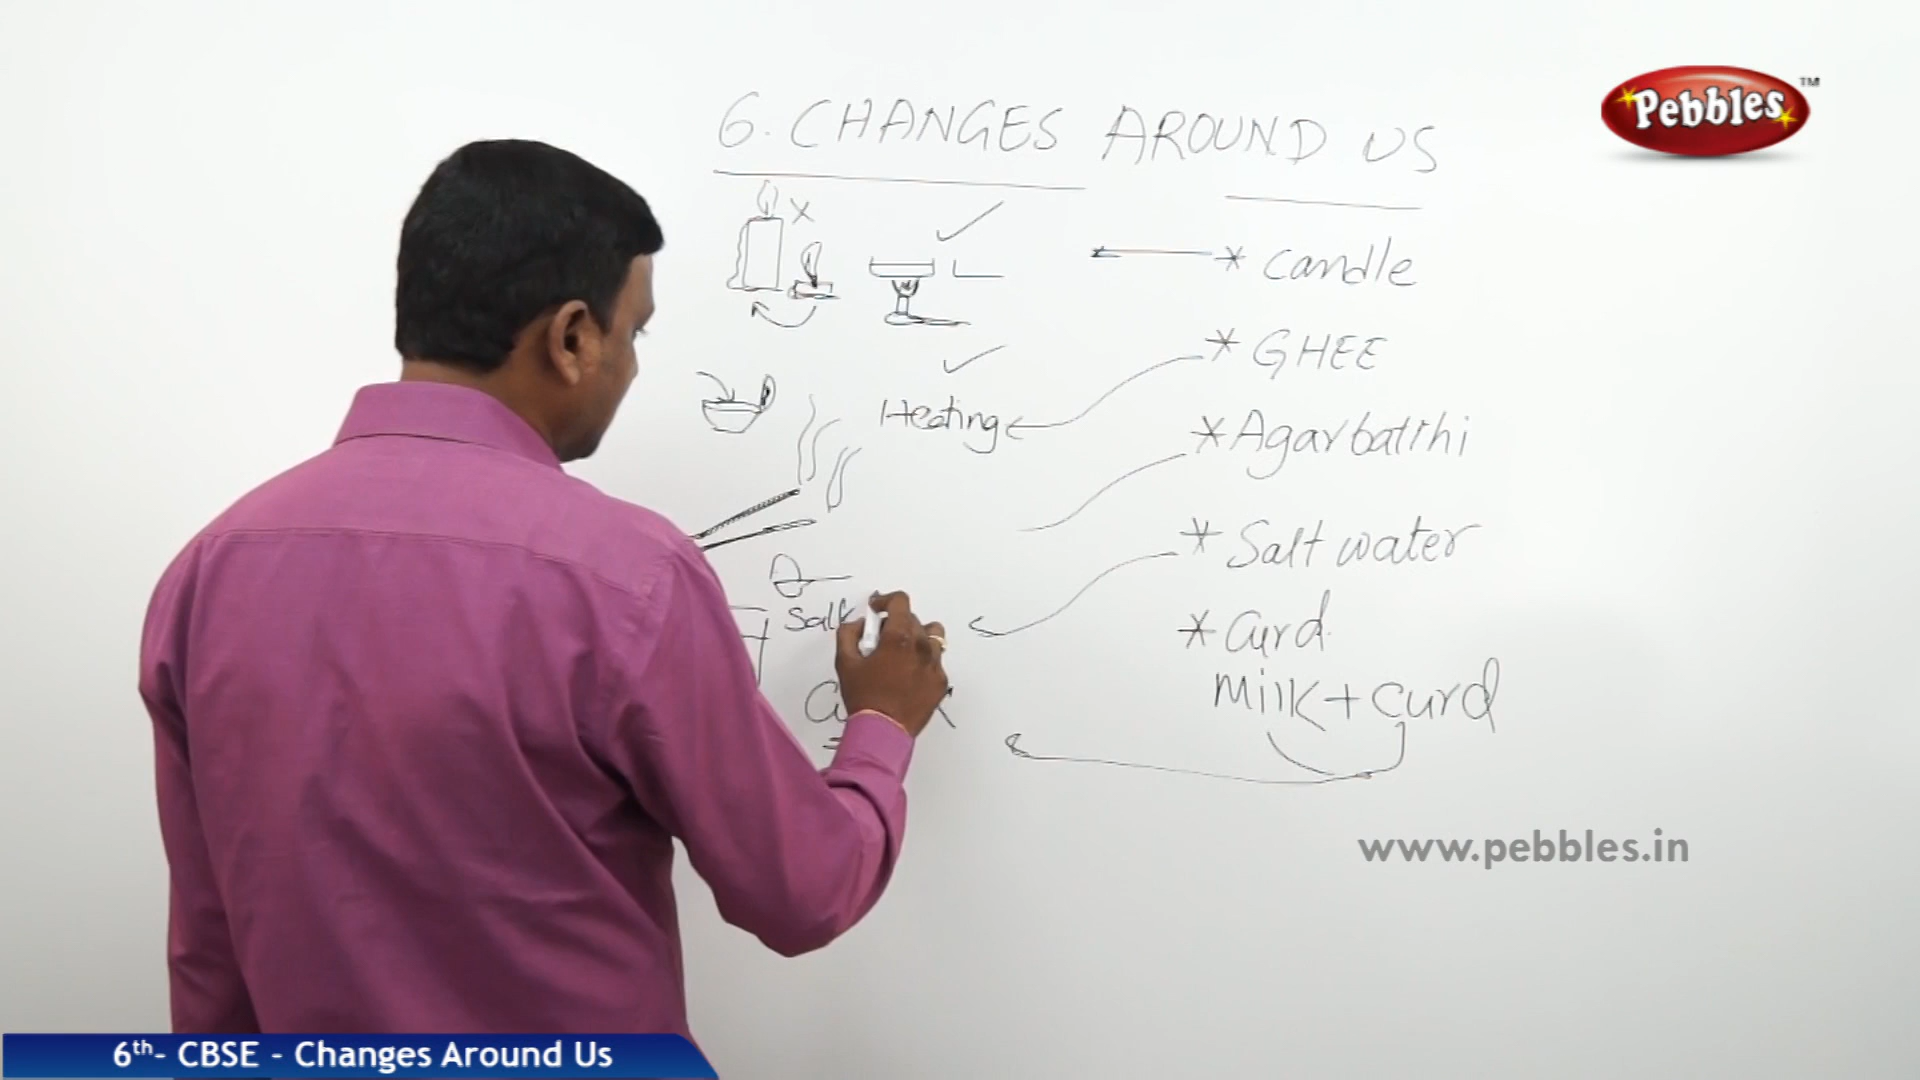 Pebbles™
6. CHANGES AROUND US
* Candle
* GHEE
Heating
* Agarbatthi
* Salt water
Salt
* Curd
Milk + Curd
www.pebbles.in
6th- CBSE - Changes Around Us